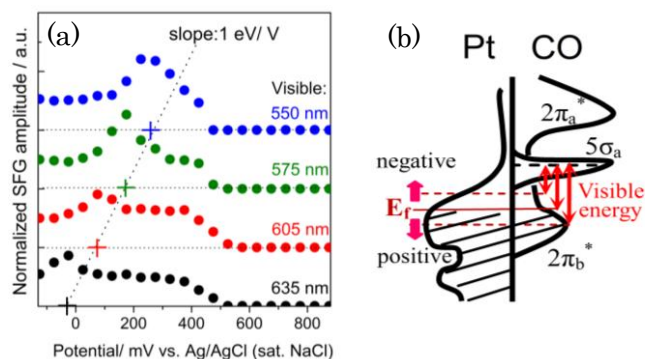 (a)
slope:1 eV/ V
Visible:
550 nm
575 nm
605 nm
635 nm
Normalized SFG amplitude / a.u.
0 200 400 600 800
Potential/ mV vs. Ag/AgCl (sat. NaCl)
(b)
Pt CO
2πa*
5σa
negative
Ef
positive
Visible
energy
2πb*